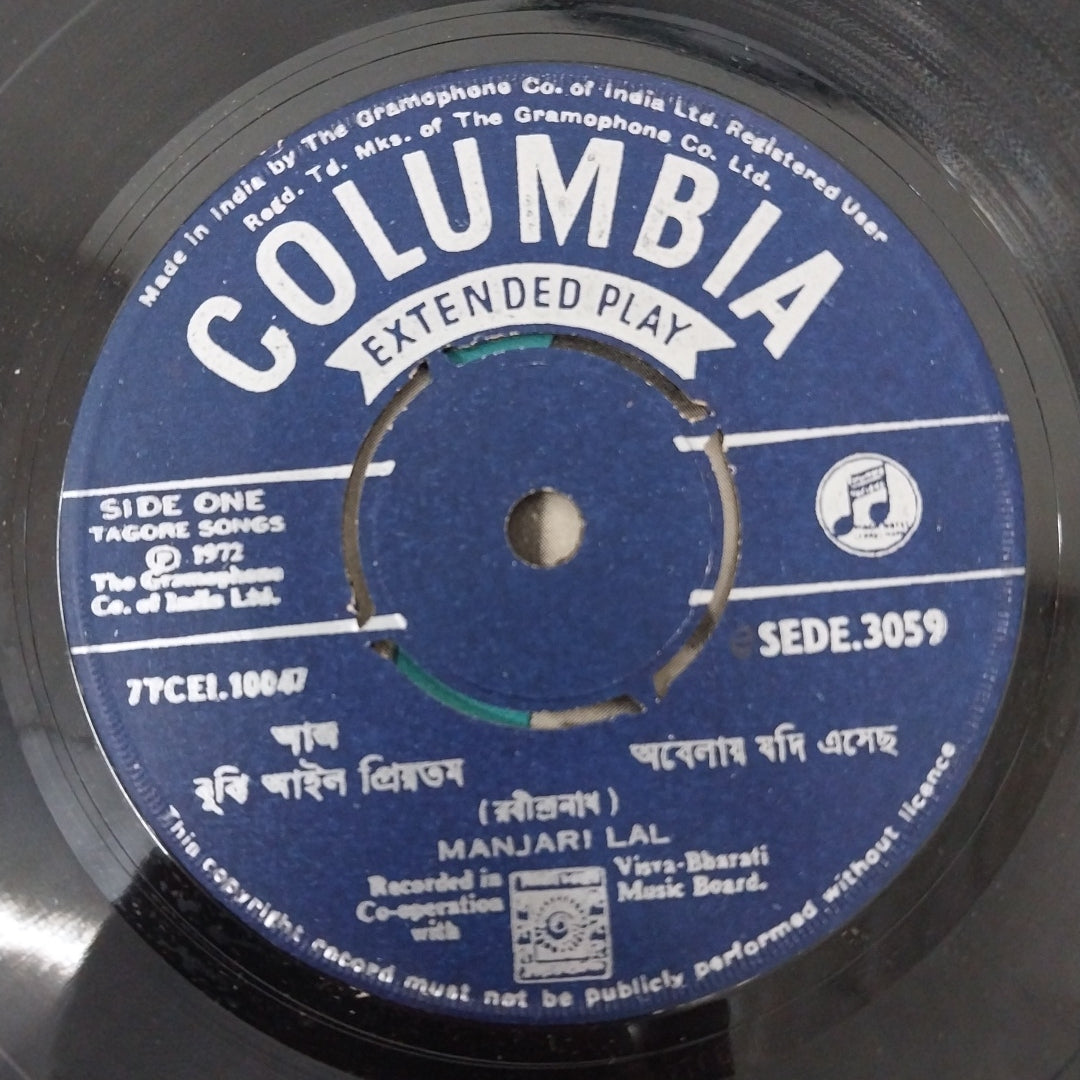 Made in India by The Gramophone Co. of India Ltd. Registered User
Regd. Td. Mks. of The Gramophone Co. Ltd.
COLUMBIA
EXTENDED PLAY
SIDE ONE
TAGORE SONGS
Ⓟ 1972
The Gramophone
Co. of India Ltd.
SEDE.3059
7TCEI.10047
আজ
বুঝি আইল প্রিয়তম
অবেলায় যদি এসেছ
(রবীন্দ্রনাথ)
MANJARI LAL
Recorded in
Co-operation
with
Visva-Bharati
Music Board.
This copyright record must not be publicly performed without licence